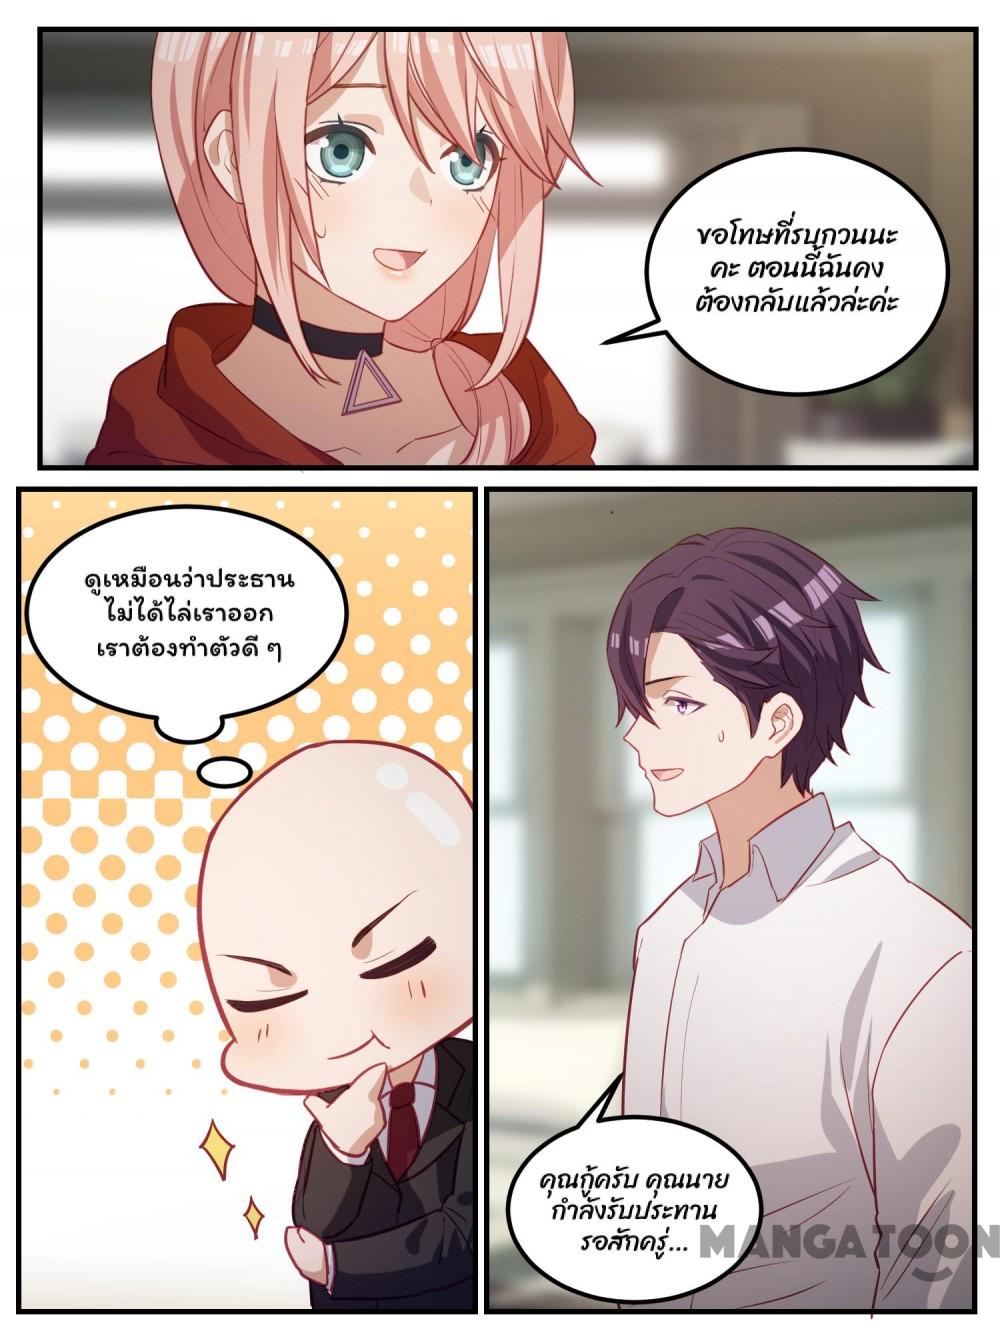 ขอโทษที่รบกวนนะ
คะ ตอนนี้ฉันคง
ต้องกลับแล้วล่ะค่ะ
ดูเหมือนว่าประธาน
ไม่ได้ไล่เราออก
เราต้องทำตัวดี ๆ
คุณกู้ครับ คุณนาย
กำลังรับประทาน
รอสักครู่...
MANGATOON